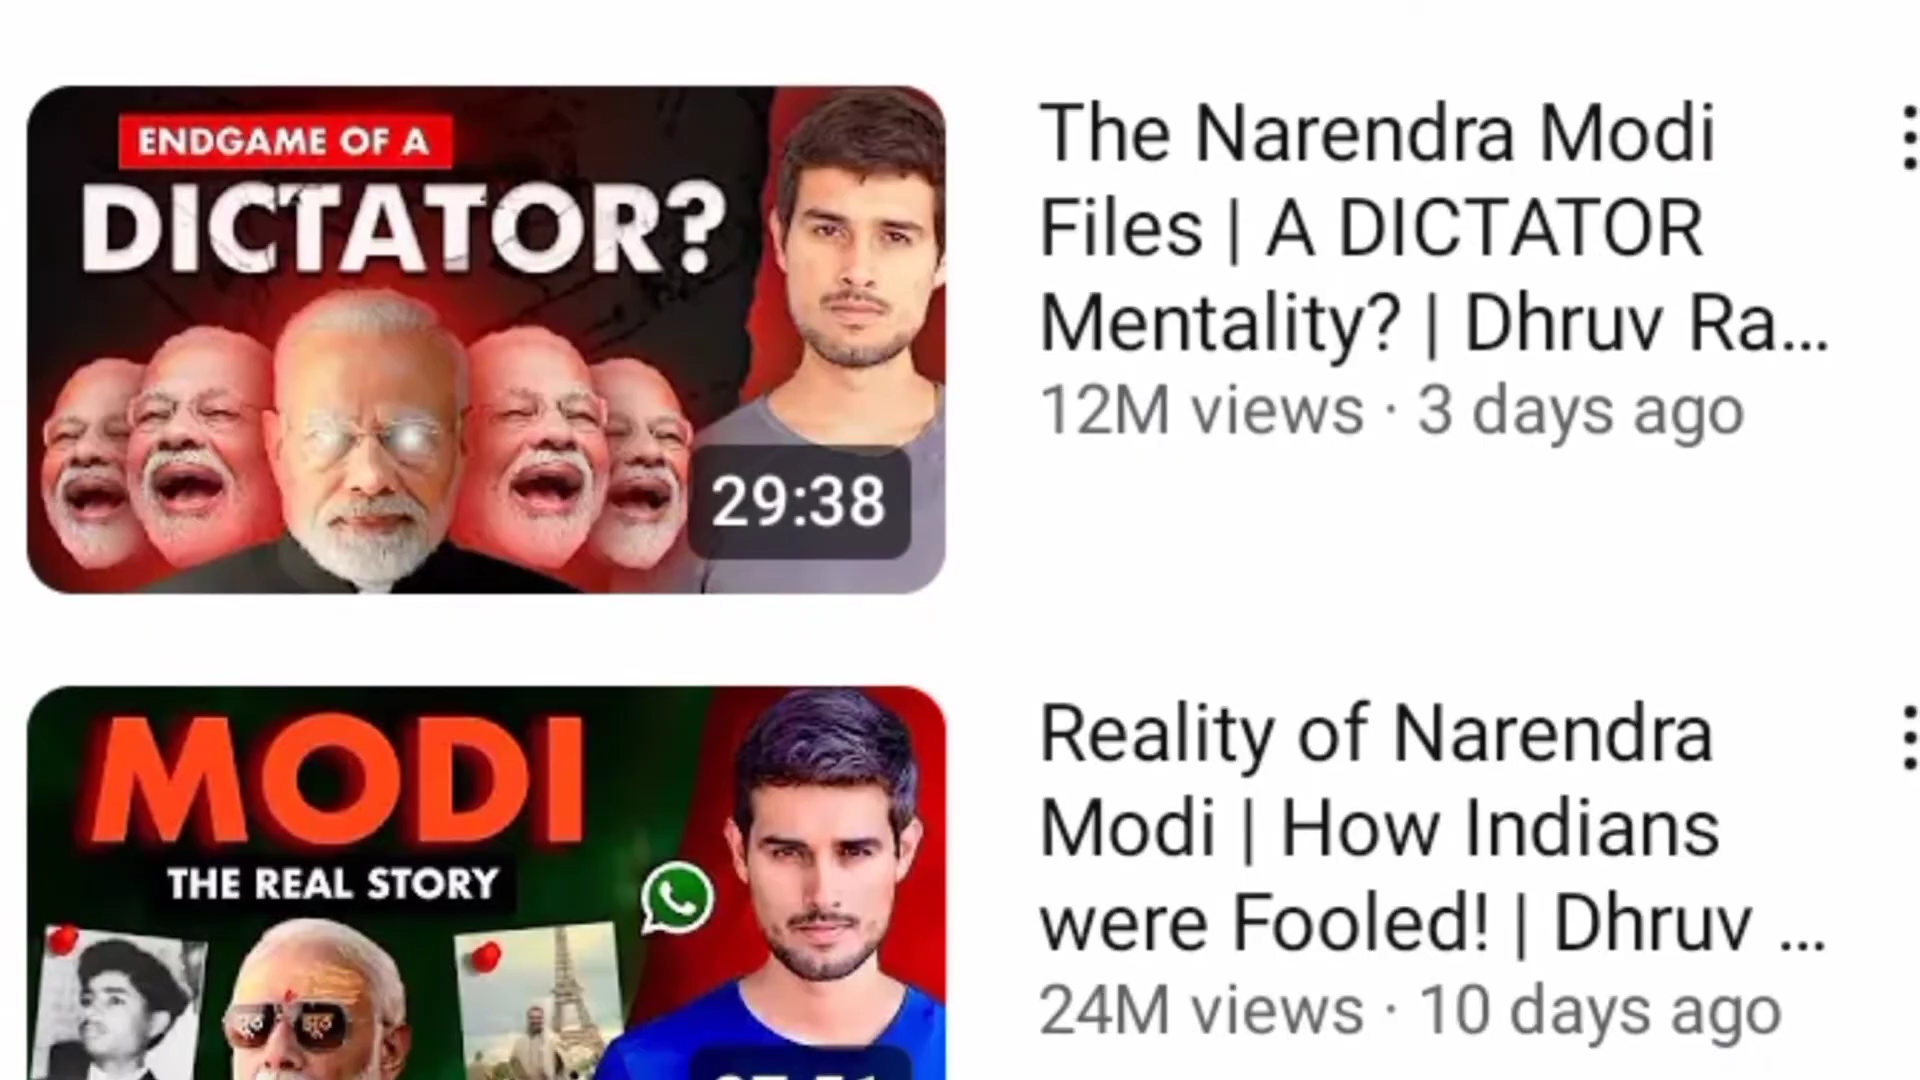 ENDGAME OF A
DICTATOR?
29:38
The Narendra Modi
Files | A DICTATOR
Mentality? | Dhruv Ra...
12M views · 3 days ago
MODI
THE REAL STORY
झूठ झूठ
Reality of Narendra
Modi | How Indians
were Fooled! | Dhruv ...
24M views · 10 days ago